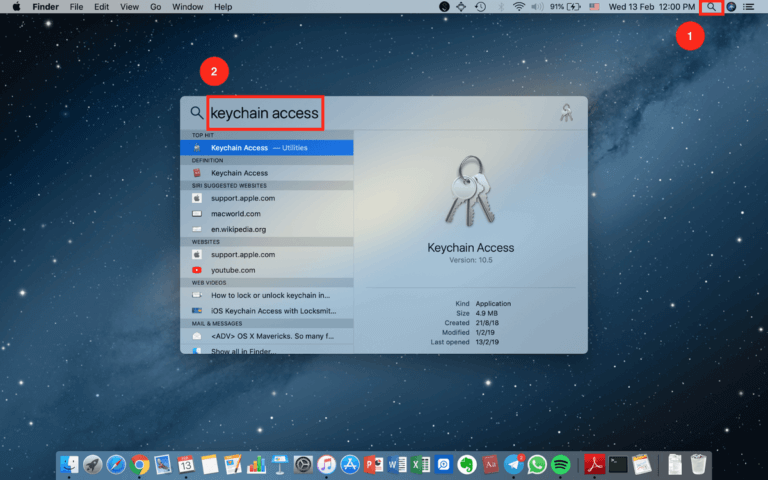 Finder File Edit View Go Window Help 91% Wed 13 Feb 12:00 PM
1
2
keychain access
TOP HIT
Keychain Access — Utilities
DEFINITION
Keychain Access
SIRI SUGGESTED WEBSITES
support.apple.com
macworld.com
en.wikipedia.org
WEBSITES
support.apple.com
youtube.com
WEB VIDEOS
How to lock or unlock keychain in...
iOS Keychain Access with Locksmit...
MAIL & MESSAGES
<ADV> OS X Mavericks. So many f...
Show all in Finder...
Keychain Access
Version: 10.5
Kind Application
Size 4.9 MB
Created 21/8/18
Modified 1/2/19
Last opened 13/2/19
13